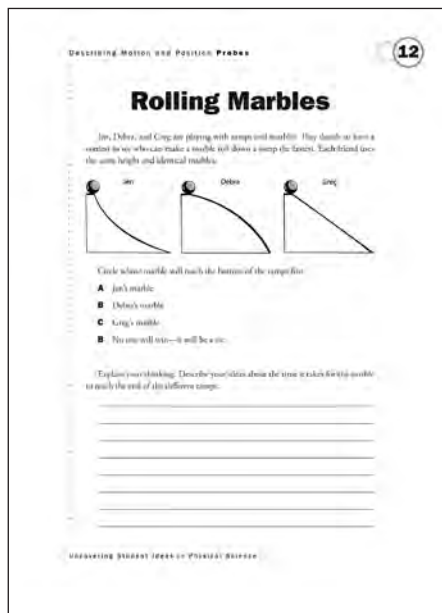 Describing Motion and Position Probes
12
Rolling Marbles
Jan, Debra, and Greg are playing with ramps and marbles. They decide to have a
contest to see who can make a marble roll down a ramp the fastest. Each friend uses
the same height and identical marbles.
Jan
Debra
Greg
Circle whose marble will reach the bottom of the ramps first.
A Jan's marble
B Debra's marble
C Greg's marble
B No one will win—it will be a tie.
Explain your thinking. Describe your ideas about the time it takes for the marble
to reach the end of the different ramps.
Uncovering Student Ideas in Physical Science